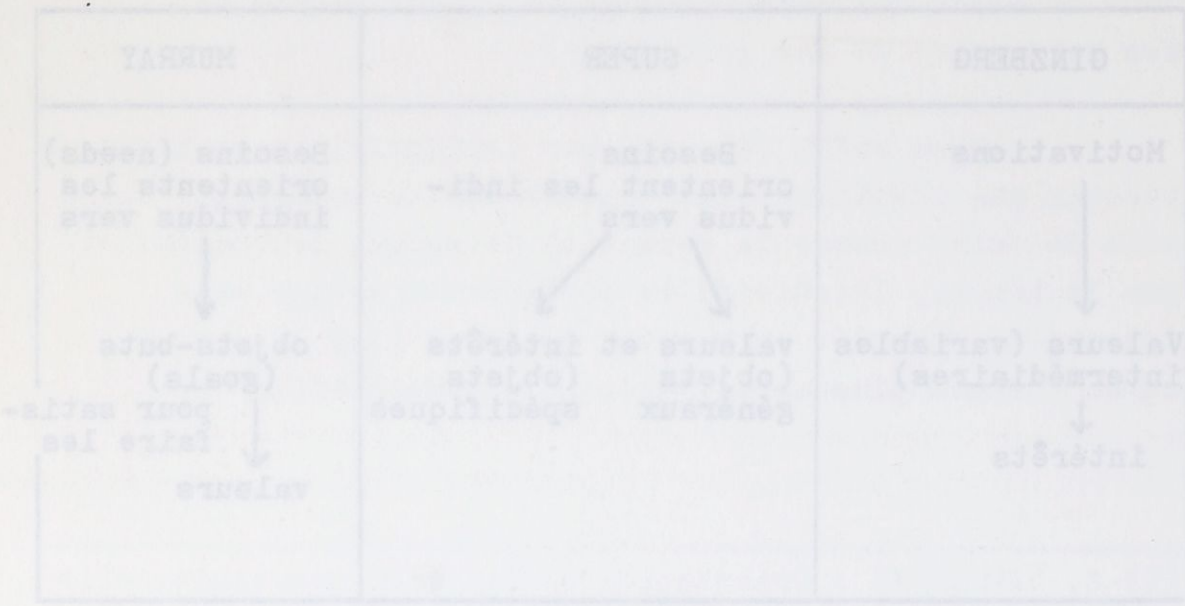 GINZBERG
SUPER
MURRAY
Motivations
Valeurs (variables
intermédiaires)
intérêts
Besoins
orientent les indi-
vidus vers
valeurs et intérêts
(objets (objets
généraux spécifiques
Besoins (needs)
orientents les
individus vers
objets-buts
(goals)
pour satis-
faire les
valeurs